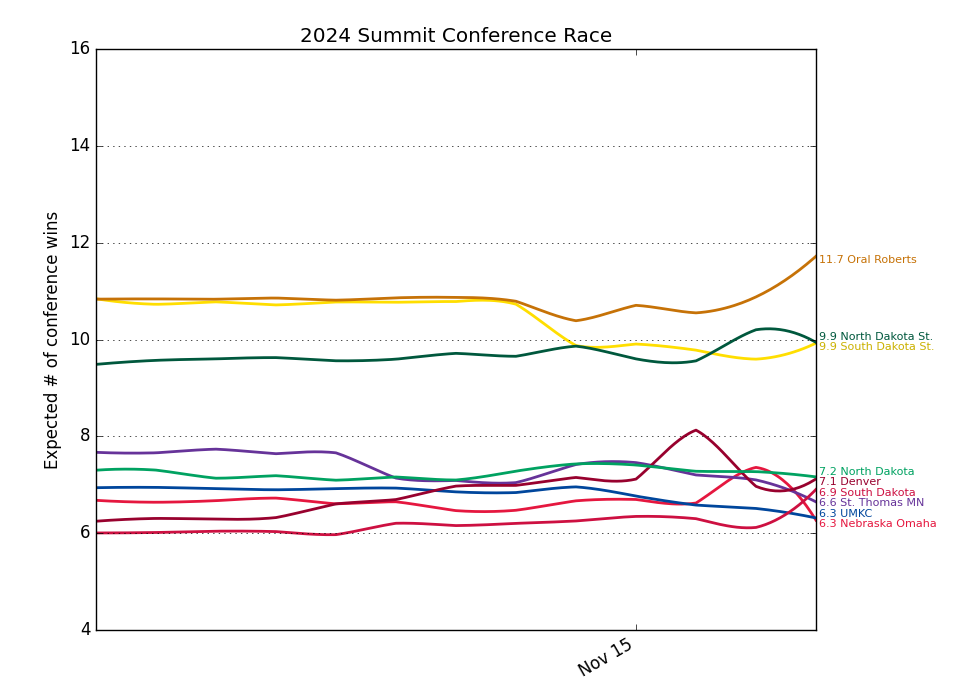 2024 Summit Conference Race
Expected # of conference wins
16
14
12
10
8
6
4
Nov 15
11.7 Oral Roberts
9.9 North Dakota St.
9.9 South Dakota St.
7.2 North Dakota
7.1 Denver
6.9 South Dakota
6.6 St. Thomas MN
6.3 UMKC
6.3 Nebraska Omaha